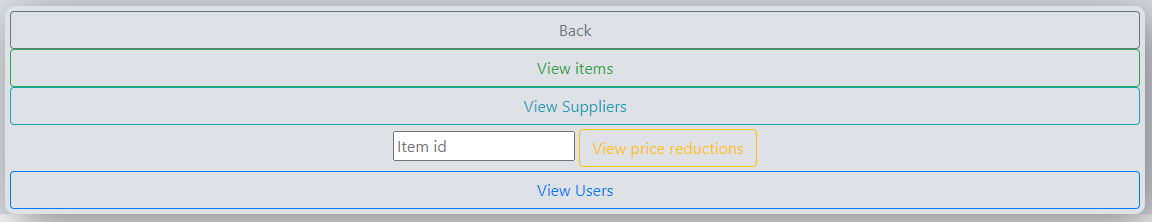 Back
View items
View Suppliers
Item id View price reductions
View Users